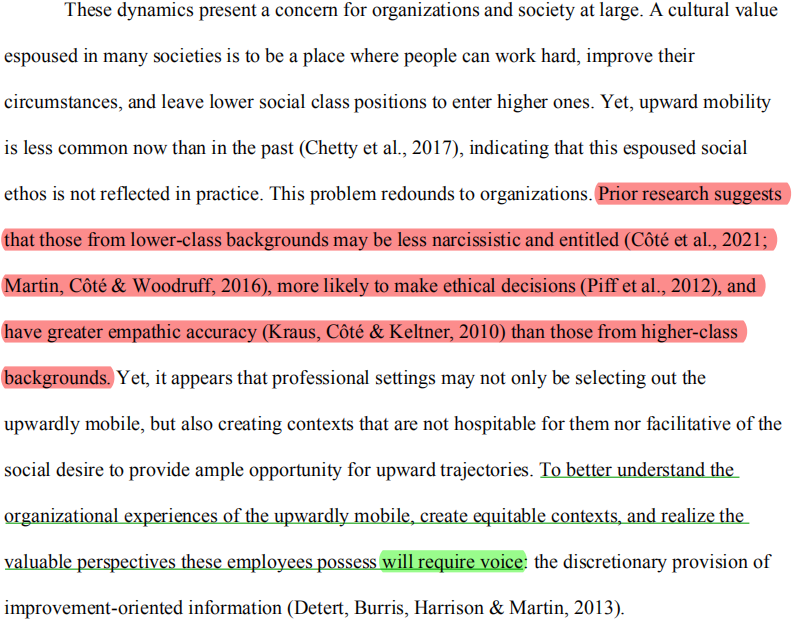 These dynamics present a concern for organizations and society at large. A cultural value
espoused in many societies is to be a place where people can work hard, improve their
circumstances, and leave lower social class positions to enter higher ones. Yet, upward mobility
is less common now than in the past (Chetty et al., 2017), indicating that this espoused social
ethos is not reflected in practice. This problem redounds to organizations. Prior research suggests
that those from lower-class backgrounds may be less narcissistic and entitled (Côté et al., 2021;
Martin, Côté & Woodruff, 2016), more likely to make ethical decisions (Piff et al., 2012), and
have greater empathic accuracy (Kraus, Côté & Keltner, 2010) than those from higher-class
backgrounds. Yet, it appears that professional settings may not only be selecting out the
upwardly mobile, but also creating contexts that are not hospitable for them nor facilitative of the
social desire to provide ample opportunity for upward trajectories. To better understand the
organizational experiences of the upwardly mobile, create equitable contexts, and realize the
valuable perspectives these employees possess will require voice: the discretionary provision of
improvement-oriented information (Detert, Burris, Harrison & Martin, 2013).